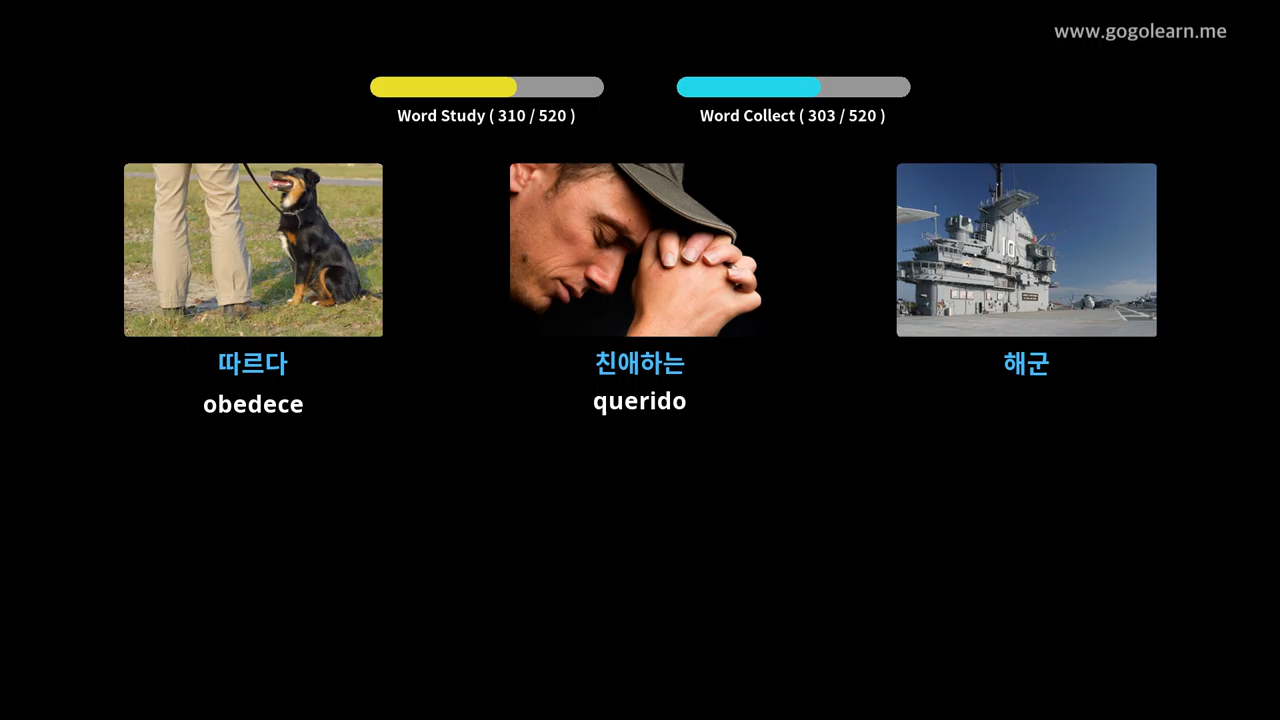 www.gogolearn.me
Word Study ( 310 / 520 )
Word Collect ( 303 / 520 )
10
따르다
친애하는
해군
obedece
querido